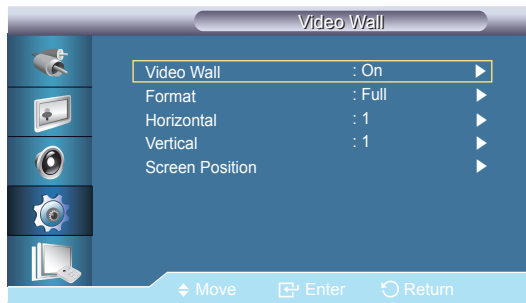 Video Wall
Video Wall : On
Format : Full
Horizontal : 1
Vertical : 1
Screen Position
Move Enter Return